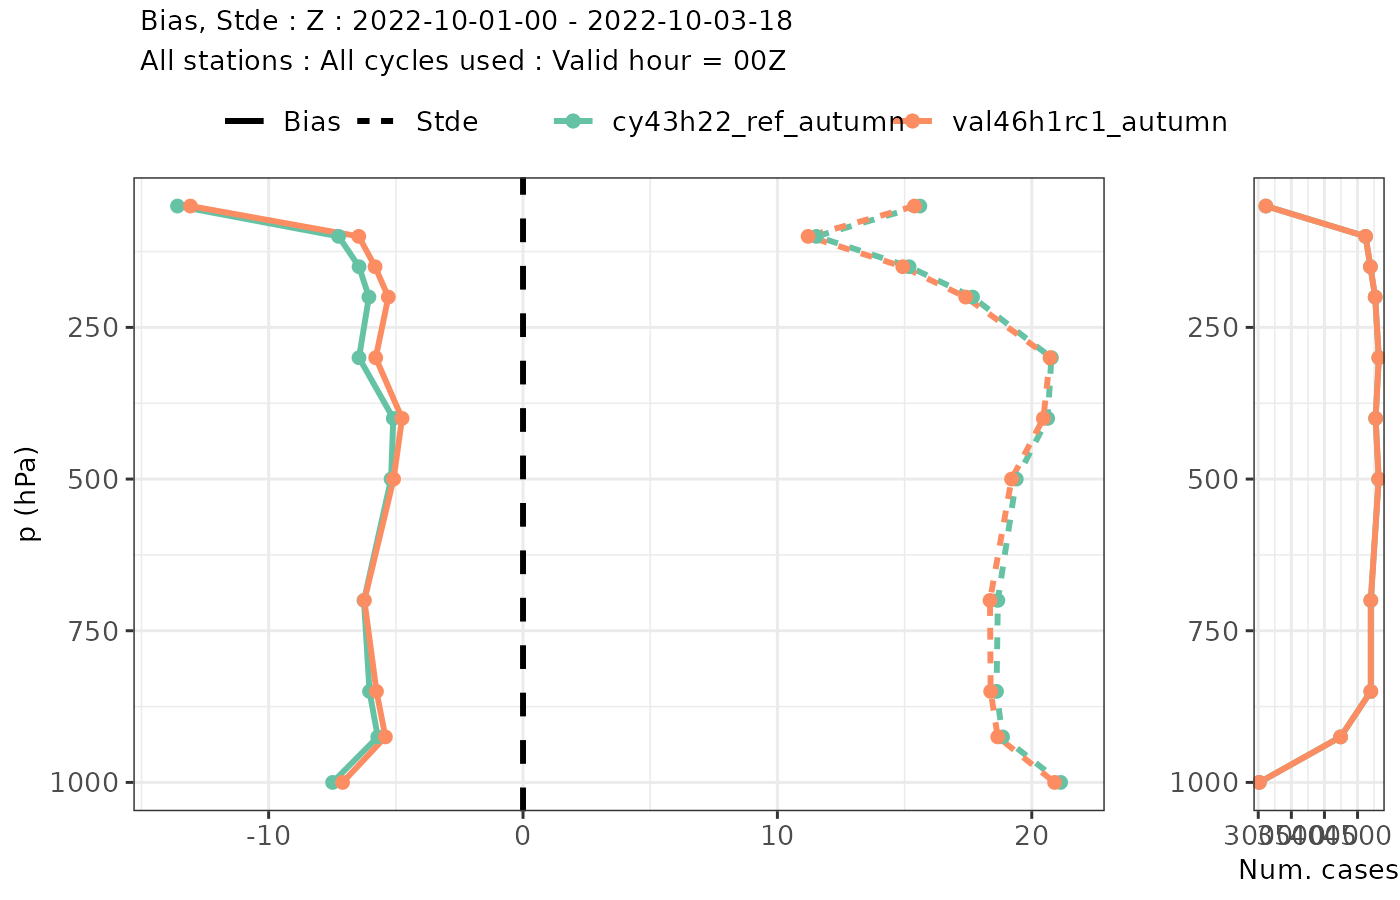 Bias, Stde : Z : 2022-10-01-00 - 2022-10-03-18
All stations : All cycles used : Valid hour = 00Z
Bias Stde cy43h22_ref_autumn val46h1rc1_autumn
p (hPa)
250
500
750
1000
-10 0 10 20
250
500
750
1000
Num. cases